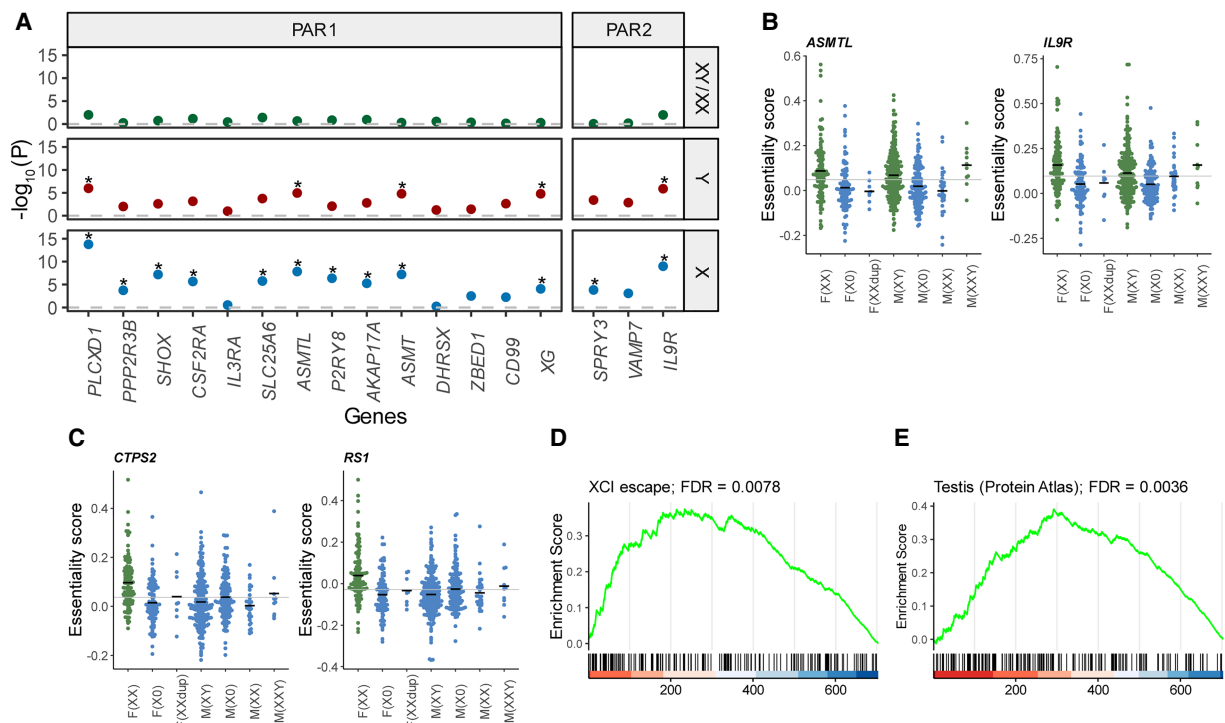 A
PAR1
PAR2
15
10
5
0
XY/XX
15
10
5
0
Y
* * * * *
15
10
5
0
X
* * * * * * * * * * * *
-log10(P)
PLCXD1
PPP2R3B
SHOX
CSF2RA
IL3RA
SLC25A6
ASMTL
P2RY8
AKAP17A
ASMT
DHRSX
ZBED1
CD99
XG
SPRY3
VAMP7
IL9R
Genes
B
ASMTL
Essentiality score
0.6
0.4
0.2
0.0
-0.2
F(XX)
F(X0)
F(XXdup)
M(XY)
M(X0)
M(XX)
M(XXY)
IL9R
Essentiality score
0.75
0.50
0.25
0.00
-0.25
F(XX)
F(X0)
F(XXdup)
M(XY)
M(X0)
M(XX)
M(XXY)
C
CTPS2
Essentiality score
0.4
0.2
0.0
-0.2
F(XX)
F(X0)
F(XXdup)
M(XY)
M(X0)
M(XX)
M(XXY)
RS1
Essentiality score
0.4
0.2
0.0
-0.2
-0.4
F(XX)
F(X0)
F(XXdup)
M(XY)
M(X0)
M(XX)
M(XXY)
D
XCI escape; FDR = 0.0078
Enrichment Score
0.3
0.2
0.1
0.0
200
400
600
E
Testis (Protein Atlas); FDR = 0.0036
Enrichment Score
0.4
0.3
0.2
0.1
0.0
200
400
600